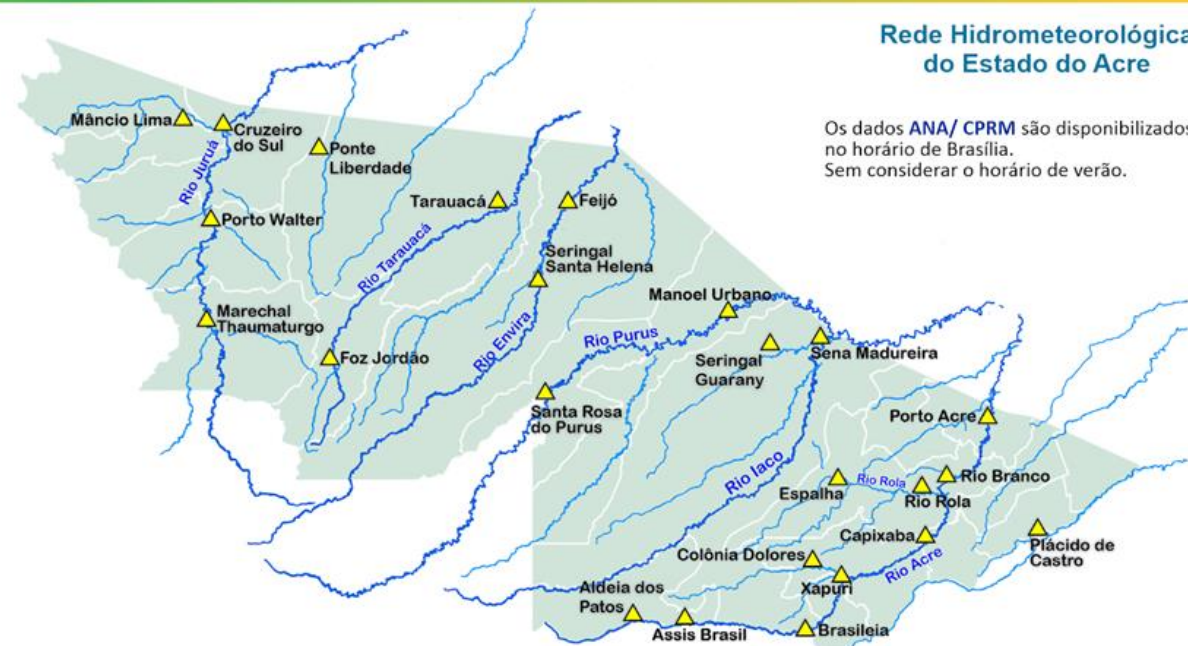 Rede Hidrometeorológica
do Estado do Acre
Os dados ANA/ CPRM são disponibilizados
no horário de Brasília.
Sem considerar o horário de verão.
Mâncio Lima
Cruzeiro
do Sul
Ponte
Liberdade
Rio Juruá
Tarauacá
Feijó
Porto Walter
Rio Tarauacá
Seringal
Santa Helena
Manoel Urbano
Marechal
Thaumaturgo
Rio Envira
Rio Purus
Foz Jordão
Seringal
Guarany
Sena Madureira
Santa Rosa
do Purus
Porto Acre
Rio Iaco
Espalha
Rio Rola
Rio Rola
Rio Branco
Capixaba
Plácido de
Castro
Colônia Dolores
Rio Acre
Xapuri
Aldeia dos
Patos
Assis Brasil
Brasileia